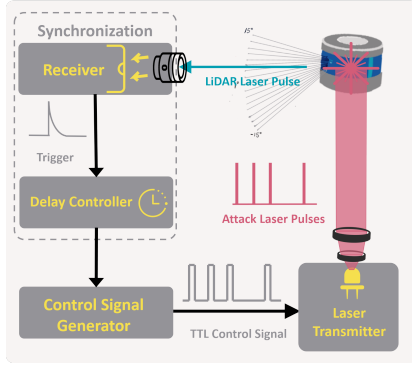 Synchronization
Receiver
LiDAR Laser Pulse
15°
-15°
Trigger
Delay Controller
Attack Laser Pulses
Control Signal
Generator
TTL Control Signal
Laser
Transmitter